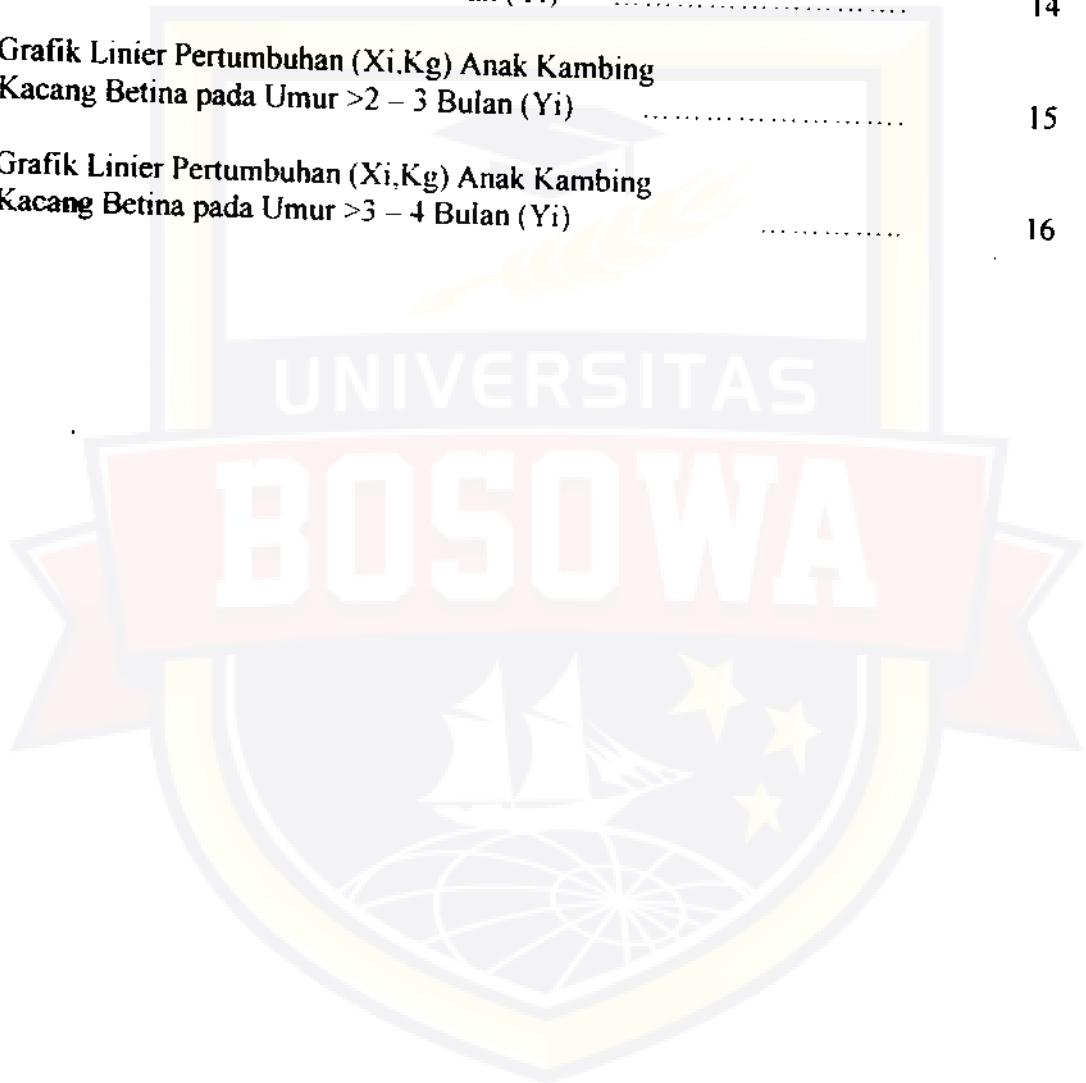 14
Grafik Linier Pertumbuhan (Xi.Kg) Anak Kambing
Kacang Betina pada Umur >2 – 3 Bulan (Yi) ........................... 15
Grafik Linier Pertumbuhan (Xi,Kg) Anak Kambing
Kacang Betina pada Umur >3 – 4 Bulan (Yi) .............. 16
UNIVERSITAS
BOSOWA